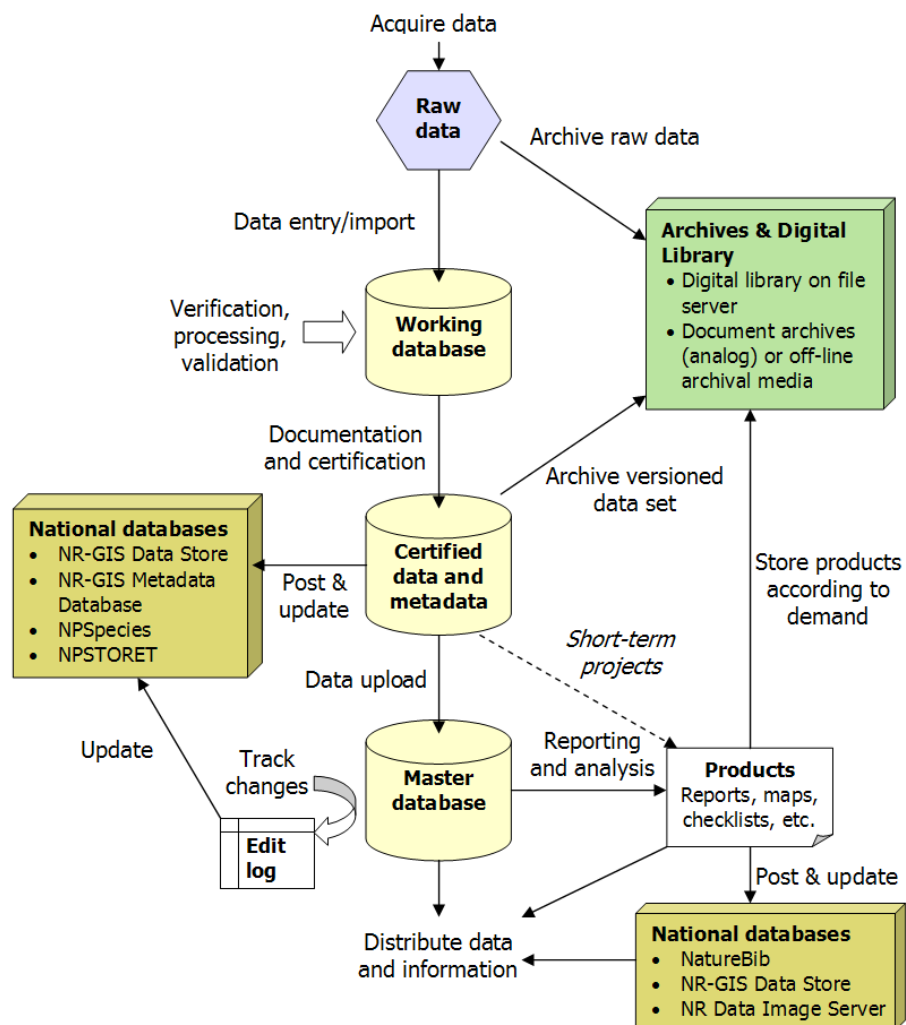 Acquire data
Raw
data
Archive raw data
Data entry/import
Archives & Digital
Library
• Digital library on file
server
• Document archives
(analog) or off-line
archival media
Verification,
processing,
validation
Working
database
Documentation
and certification
Archive versioned
data set
National databases
• NR-GIS Data Store
• NR-GIS Metadata
Database
• NPSpecies
• NPSTORET
Post &
update
Certified
data and
metadata
Store products
according to
demand
Short-term
projects
Data upload
Update
Track
changes
Master
database
Reporting
and analysis
Products
Reports, maps,
checklists, etc.
Edit
log
Post & update
Distribute data
and information
National databases
• NatureBib
• NR-GIS Data Store
• NR Data Image Server